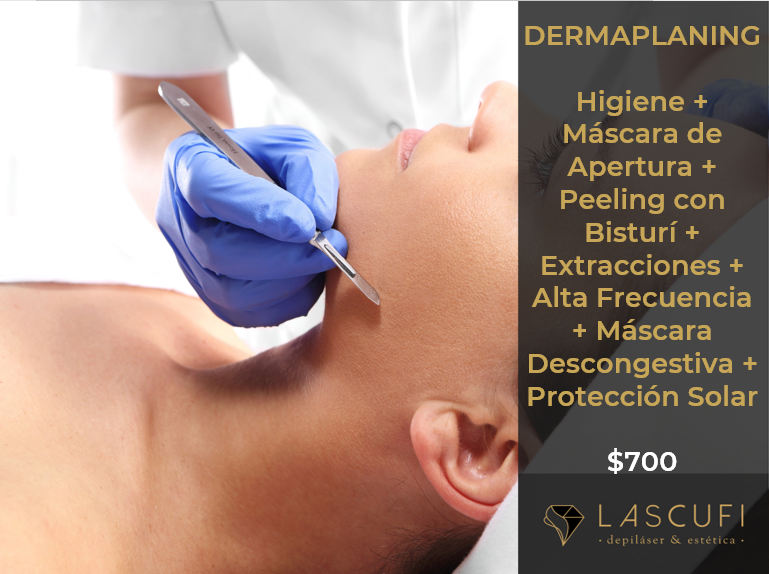 DERMAPLANING
Higiene +
Máscara de
Apertura +
Peeling con
Bisturí +
Extracciones +
Alta Frecuencia
+ Máscara
Descongestiva +
Protección Solar
$700
LASCUFI
· depiláser & estética ·